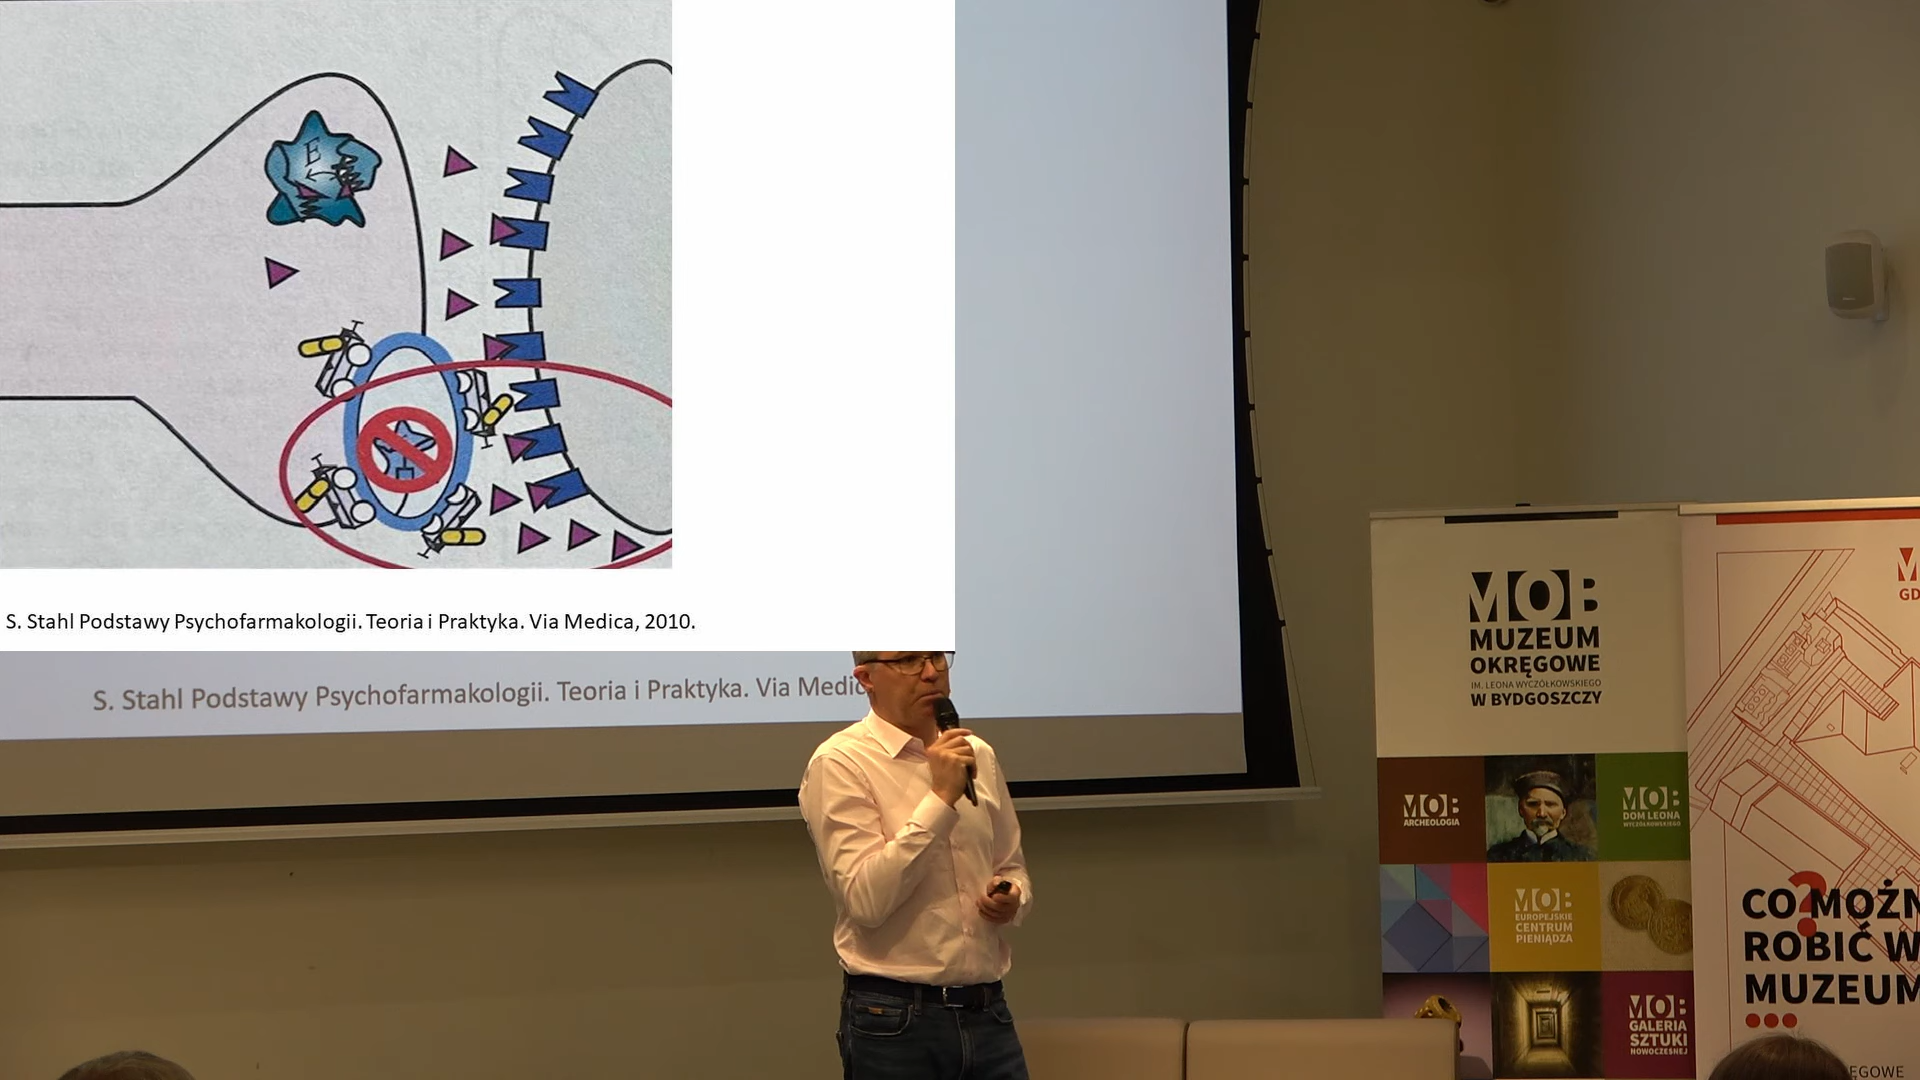 E
S. Stahl Podstawy Psychofarmakologii. Teoria i Praktyka. Via Medica, 2010.
S. Stahl Podstawy Psychofarmakologii. Teoria i Praktyka. Via Medic
MOB
MUZEUM
OKRĘGOWE
IM. LEONA WYCZÓŁKOWSKIEGO
W BYDGOSZCZY
MOB
ARCHEOLOGIA
MOB
DOM LEONA
WYCZÓŁKOWSKIEGO
MOB
EUROPEJSKIE
CENTRUM
PIENIĄDZA
MOB
GALERIA
SZTUKI
NOWOCZESNEJ
M
GD
?
CO MOŻN
ROBIĆ W
MUZEUM
ĘGOWE